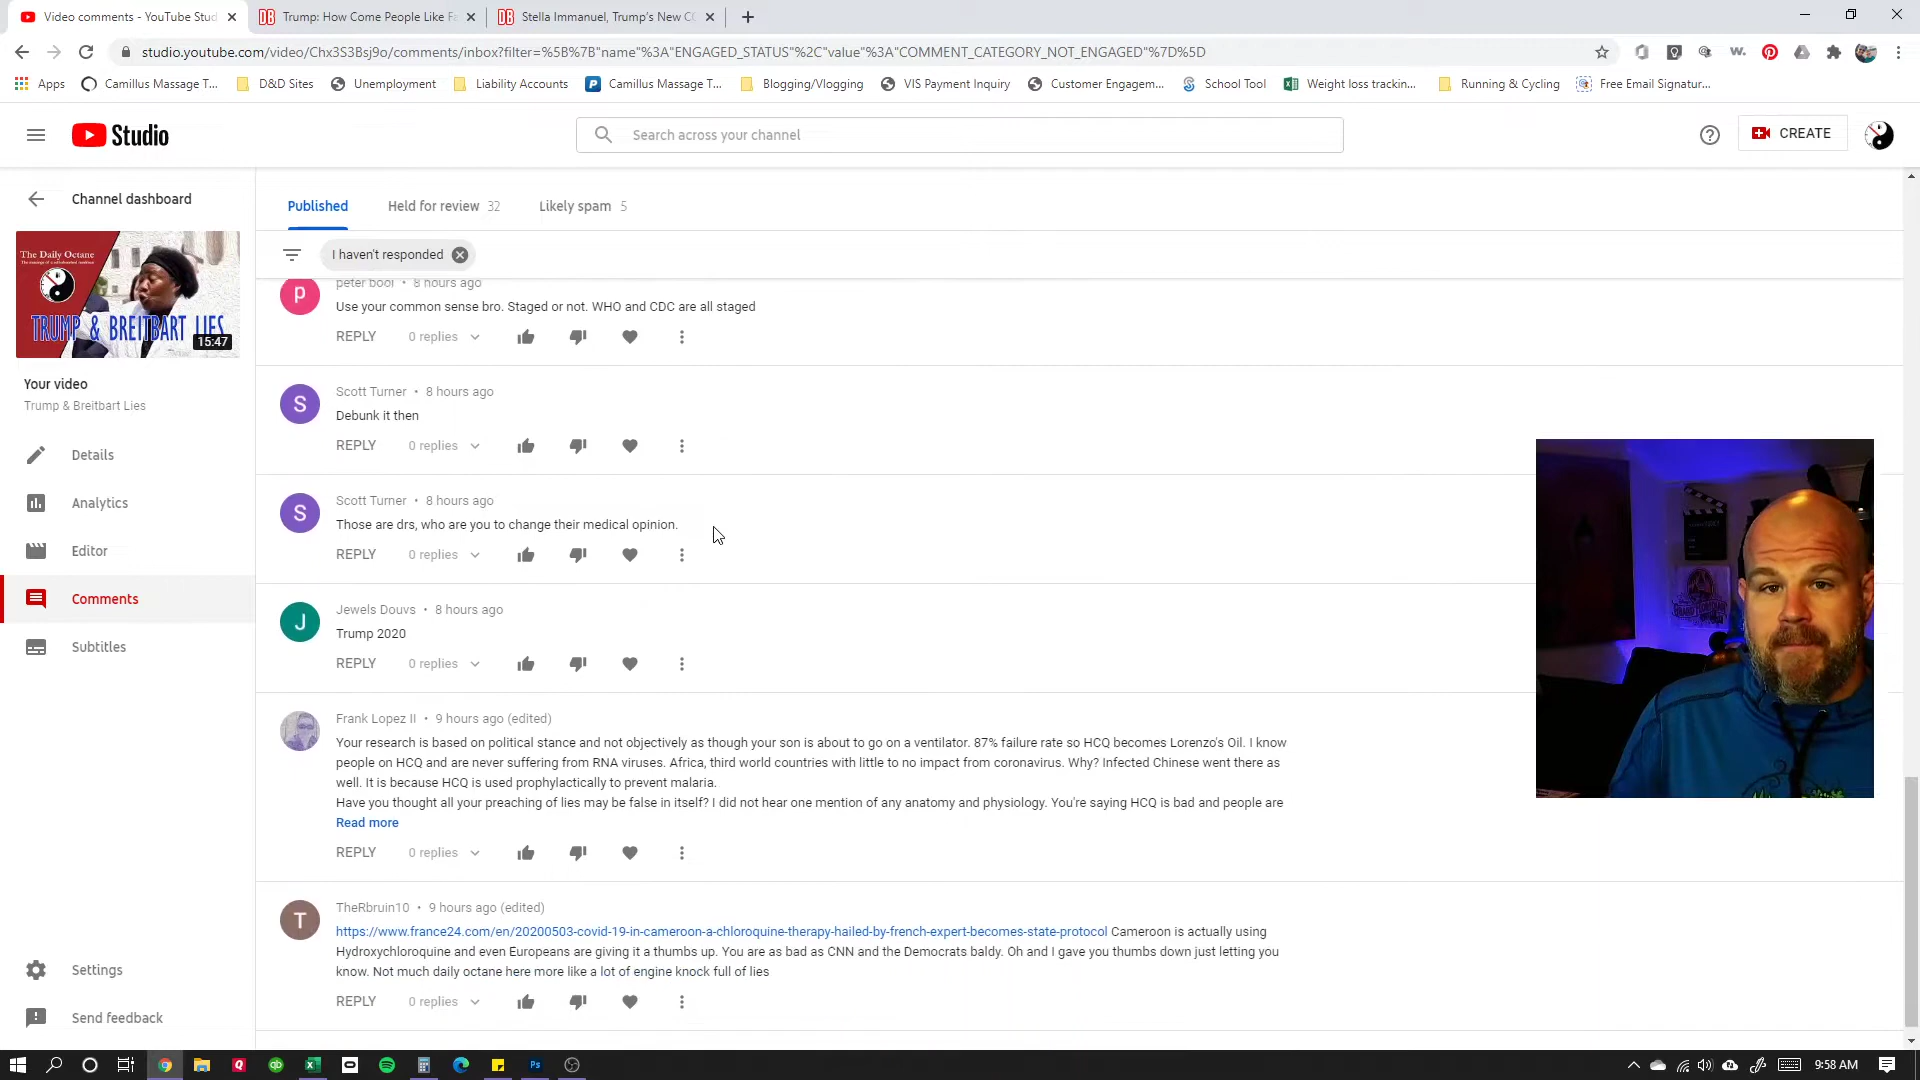 Video comments - YouTube Stud
Trump: How Come People Like Fa
Stella Immanuel, Trump's New CO
studio.youtube.com/video/Chx3S3Bsj9o/comments/inbox?filter=%5B%7B"name"%3A"ENGAGED_STATUS"%2C"value"%3A"COMMENT_CATEGORY_NOT_ENGAGED"%7D%5D
Apps
Camillus Massage T...
D&D Sites
Unemployment
Liability Accounts
Camillus Massage T...
Blogging/Vlogging
VIS Payment Inquiry
Customer Engagem...
School Tool
Weight loss trackin...
Running & Cycling
Free Email Signatur...
Studio
Search across your channel
CREATE
Channel dashboard
The Daily Octane
TRUMP & BREITBART LIES
15:47
Your video
Trump & Breitbart Lies
Details
Analytics
Editor
Comments
Subtitles
Settings
Send feedback
Published
Held for review 32
Likely spam 5
I haven't responded
peter bool • 8 hours ago
Use your common sense bro. Staged or not. WHO and CDC are all staged
REPLY 0 replies
Scott Turner • 8 hours ago
Debunk it then
REPLY 0 replies
Scott Turner • 8 hours ago
Those are drs, who are you to change their medical opinion.
REPLY 0 replies
Jewels Douvs • 8 hours ago
Trump 2020
REPLY 0 replies
Frank Lopez II • 9 hours ago (edited)
Your research is based on political stance and not objectively as though your son is about to go on a ventilator. 87% failure rate so HCQ becomes Lorenzo's Oil. I know
people on HCQ and are never suffering from RNA viruses. Africa, third world countries with little to no impact from coronavirus. Why? Infected Chinese went there as
well. It is because HCQ is used prophylactically to prevent malaria.
Have you thought all your preaching of lies may be false in itself? I did not hear one mention of any anatomy and physiology. You're saying HCQ is bad and people are
Read more
REPLY 0 replies
TheRbruin10 • 9 hours ago (edited)
https://www.france24.com/en/20200503-covid-19-in-cameroon-a-chloroquine-therapy-hailed-by-french-expert-becomes-state-protocol Cameroon is actually using
Hydroxychloroquine and even Europeans are giving it a thumbs up. You are as bad as CNN and the Democrats baldy. Oh and I gave you thumbs down just letting you
know. Not much daily octane here more like a lot of engine knock full of lies
REPLY 0 replies
9:58 AM